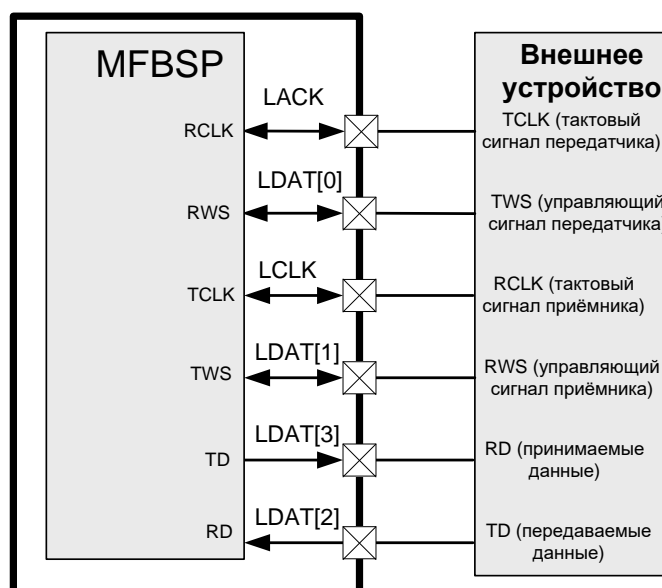 MFBSP
Внешнее
устройство
LACK
RCLK
TCLK (тактовый
сигнал передатчика)
LDAT[0]
RWS
TWS (управляющий
сигнал передатчика)
LCLK
TCLK
RCLK (тактовый
сигнал приёмника)
LDAT[1]
TWS
RWS (управляющий
сигнал приёмника)
LDAT[3]
TD
RD (принимаемые
данные)
LDAT[2]
RD
TD (передаваемые
данные)